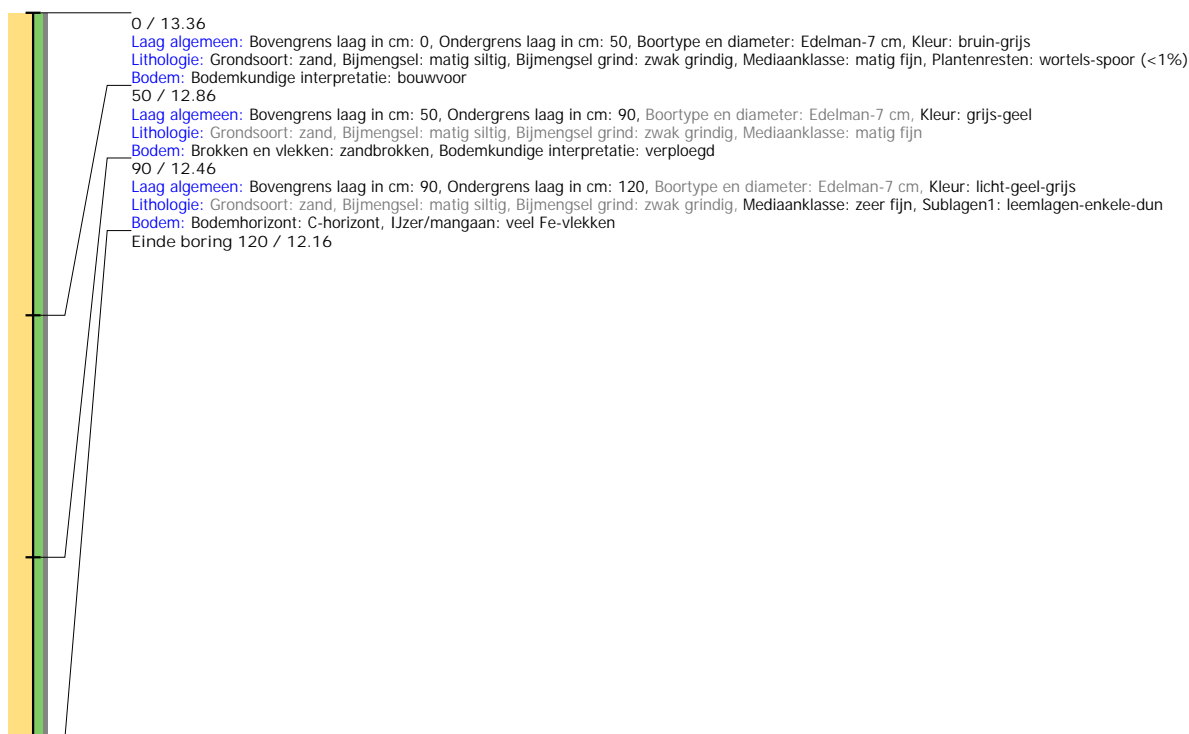 0 / 13.36
Laag algemeen: Bovengrens laag in cm: 0, Ondergrens laag in cm: 50, Boortype en diameter: Edelman-7 cm, Kleur: bruin-grijs
Lithologie: Grondsoort: zand, Bijmengsel: matig siltig, Bijmengsel grind: zwak grindig, Mediaanklasse: matig fijn, Plantenresten: wortels-spoor (<1%)
Bodem: Bodemkundige interpretatie: bouwvoor
50 / 12.86
Laag algemeen: Bovengrens laag in cm: 50, Ondergrens laag in cm: 90, Boortype en diameter: Edelman-7 cm, Kleur: grijs-geel
Lithologie: Grondsoort: zand, Bijmengsel: matig siltig, Bijmengsel grind: zwak grindig, Mediaanklasse: matig fijn
Bodem: Brokken en vlekken: zandbrokken, Bodemkundige interpretatie: verploegd
90 / 12.46
Laag algemeen: Bovengrens laag in cm: 90, Ondergrens laag in cm: 120, Boortype en diameter: Edelman-7 cm, Kleur: licht-geel-grijs
Lithologie: Grondsoort: zand, Bijmengsel: matig siltig, Bijmengsel grind: zwak grindig, Mediaanklasse: zeer fijn, Sublagen1: leemlagen-enkele-dun
Bodem: Bodemhorizont: C-horizont, IJzer/mangaan: veel Fe-vlekken
Einde boring 120 / 12.16